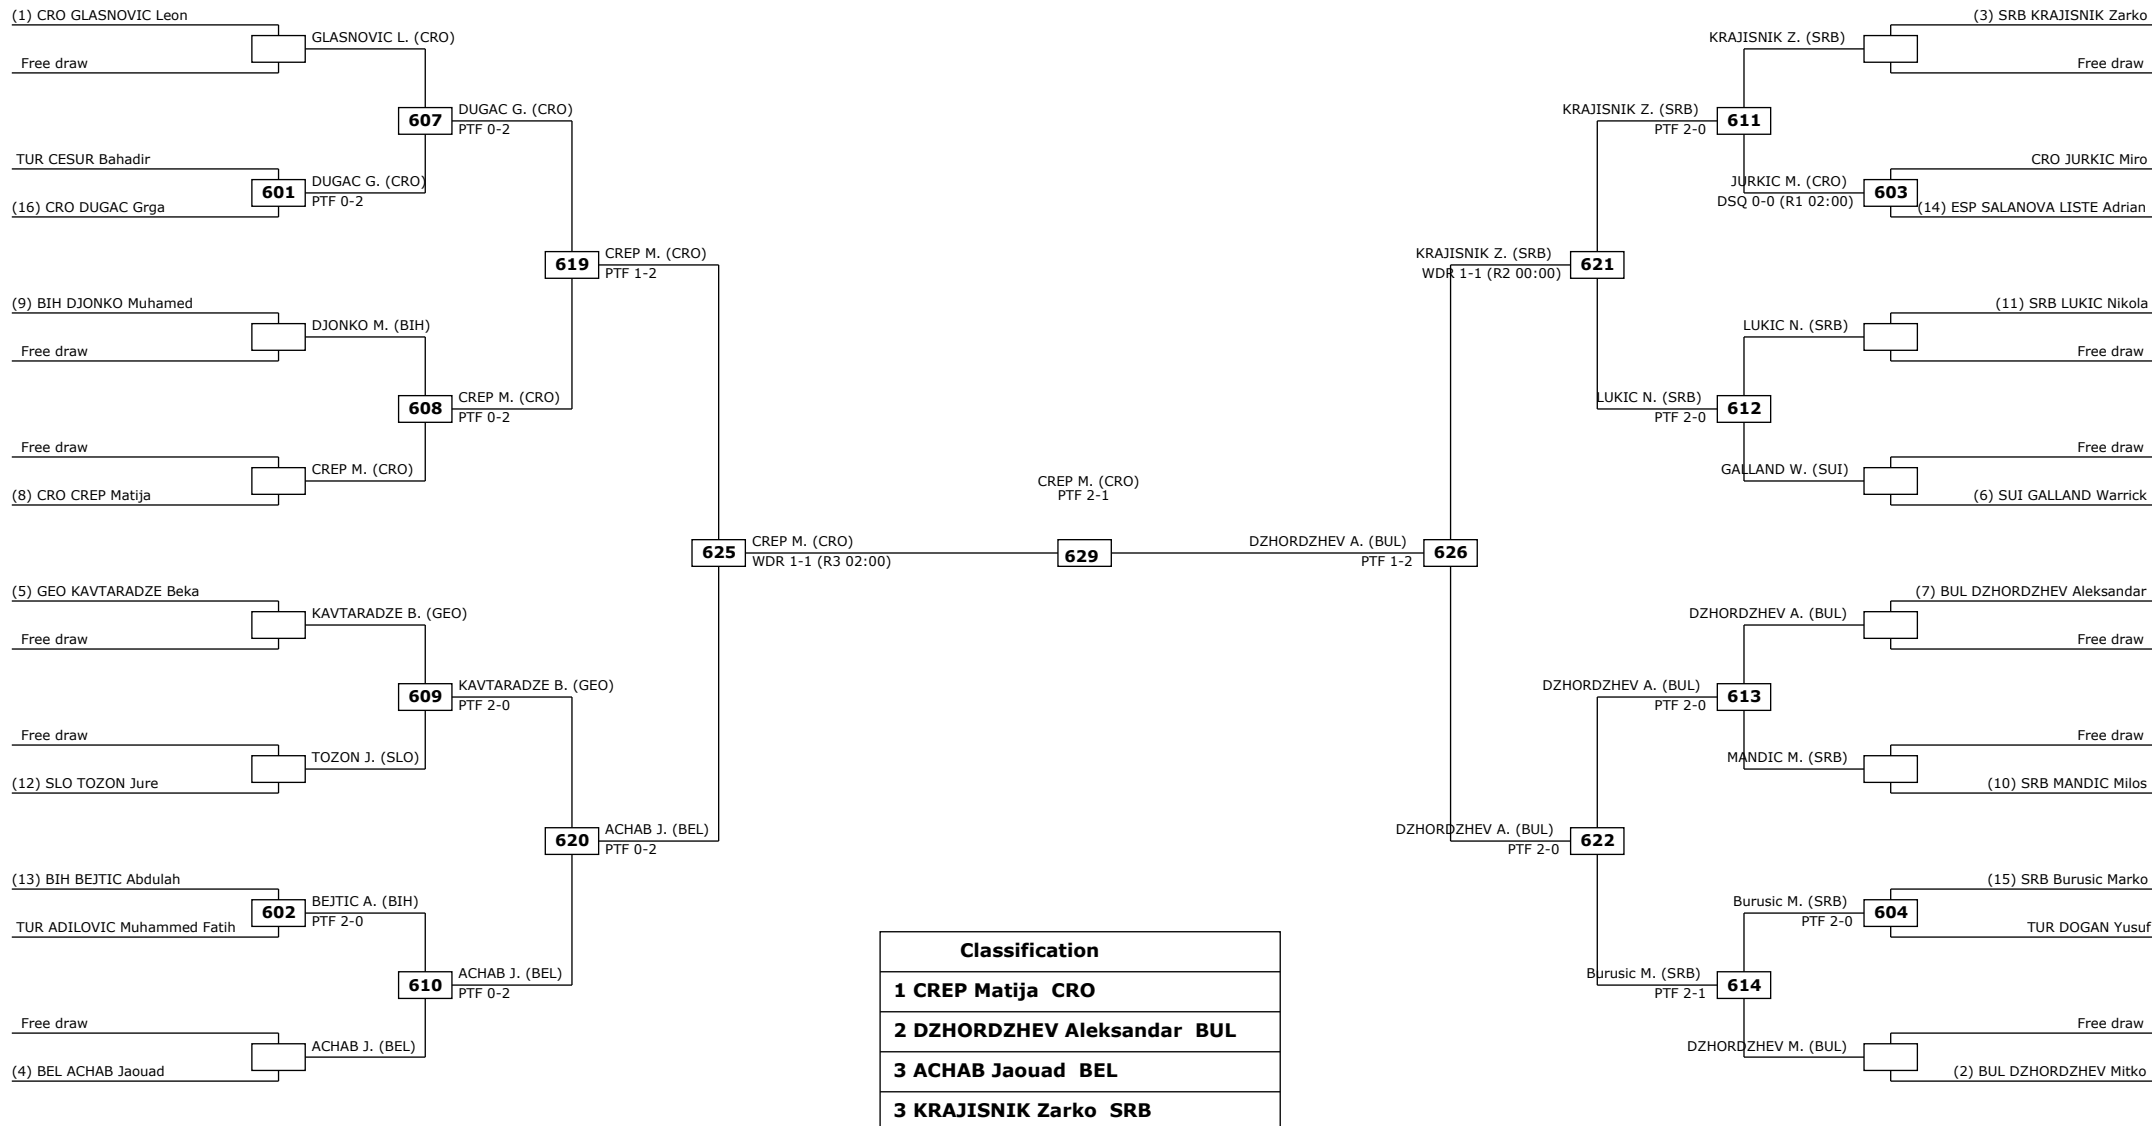 (1) CRO GLASNOVIC Leon
GLASNOVIC L. (CRO)
Free draw
607
DUGAC G. (CRO)
PTF 0-2
TUR CESUR Bahadir
601
DUGAC G. (CRO)
PTF 0-2
(16) CRO DUGAC Grga
619
CREP M. (CRO)
PTF 1-2
(9) BIH DJONKO Muhamed
DJONKO M. (BIH)
Free draw
608
CREP M. (CRO)
PTF 0-2
Free draw
CREP M. (CRO)
(8) CRO CREP Matija
625
CREP M. (CRO)
WDR 1-1 (R3 02:00)
(5) GEO KAVTARADZE Beka
KAVTARADZE B. (GEO)
Free draw
609
KAVTARADZE B. (GEO)
PTF 2-0
Free draw
TOZON J. (SLO)
(12) SLO TOZON Jure
620
ACHAB J. (BEL)
PTF 0-2
(13) BIH BEJTIC Abdulah
602
BEJTIC A. (BIH)
PTF 2-0
TUR ADILOVIC Muhammed Fatih
610
ACHAB J. (BEL)
PTF 0-2
Free draw
ACHAB J. (BEL)
(4) BEL ACHAB Jaouad
CREP M. (CRO)
PTF 2-1
629
(3) SRB KRAJISNIK Zarko
KRAJISNIK Z. (SRB)
Free draw
KRAJISNIK Z. (SRB)
PTF 2-0
611
CRO JURKIC Miro
JURKIC M. (CRO)
DSQ 0-0 (R1 02:00)
603
(14) ESP SALANOVA LISTE Adrian
KRAJISNIK Z. (SRB)
WDR 1-1 (R2 00:00)
621
(11) SRB LUKIC Nikola
LUKIC N. (SRB)
Free draw
LUKIC N. (SRB)
PTF 2-0
612
Free draw
GALLAND W. (SUI)
(6) SUI GALLAND Warrick
DZHORDZHEV A. (BUL)
PTF 1-2
626
(7) BUL DZHORDZHEV Aleksandar
DZHORDZHEV A. (BUL)
Free draw
DZHORDZHEV A. (BUL)
PTF 2-0
613
Free draw
MANDIC M. (SRB)
(10) SRB MANDIC Milos
DZHORDZHEV A. (BUL)
PTF 2-0
622
(15) SRB Burusic Marko
Burusic M. (SRB)
PTF 2-0
604
TUR DOGAN Yusuf
Burusic M. (SRB)
PTF 2-1
614
Free draw
DZHORDZHEV M. (BUL)
(2) BUL DZHORDZHEV Mitko
Classification
1 CREP Matija CRO
2 DZHORDZHEV Aleksandar BUL
3 ACHAB Jaouad BEL
3 KRAJISNIK Zarko SRB